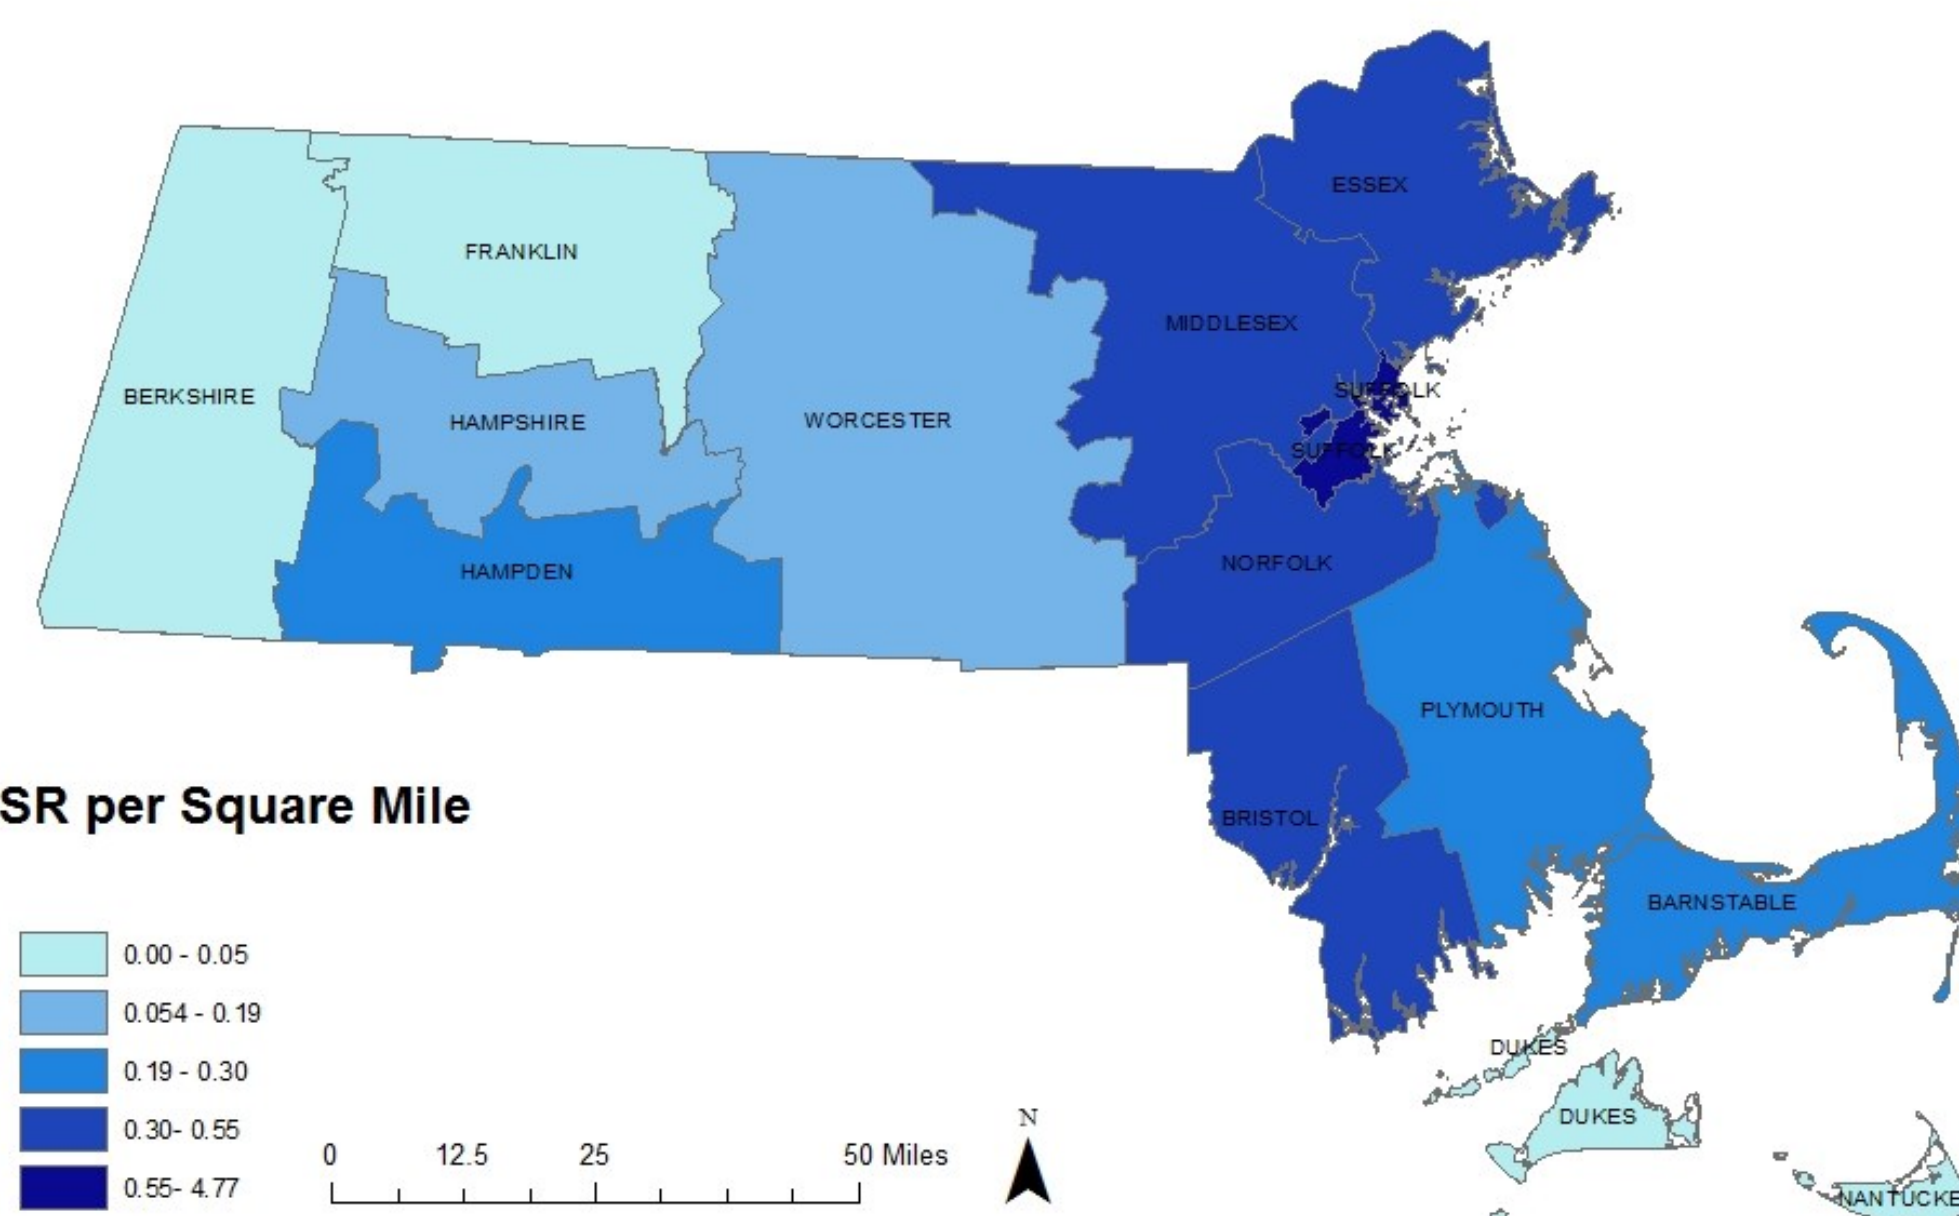 ESSEX
FRANKLIN
MIDDLESEX
BERKSHIRE
SUFFOLK
HAMPSHIRE
WORCESTER
SUFFOLK
NORFOLK
HAMPDEN
PLYMOUTH
SR per Square Mile
BRISTOL
BARNSTABLE
0.00 - 0.05
0.054 - 0.19
DUKES
0.19 - 0.30
DUKES
N
0.30- 0.55
0 12.5 25 50 Miles
0.55- 4.77
NANTUCKE